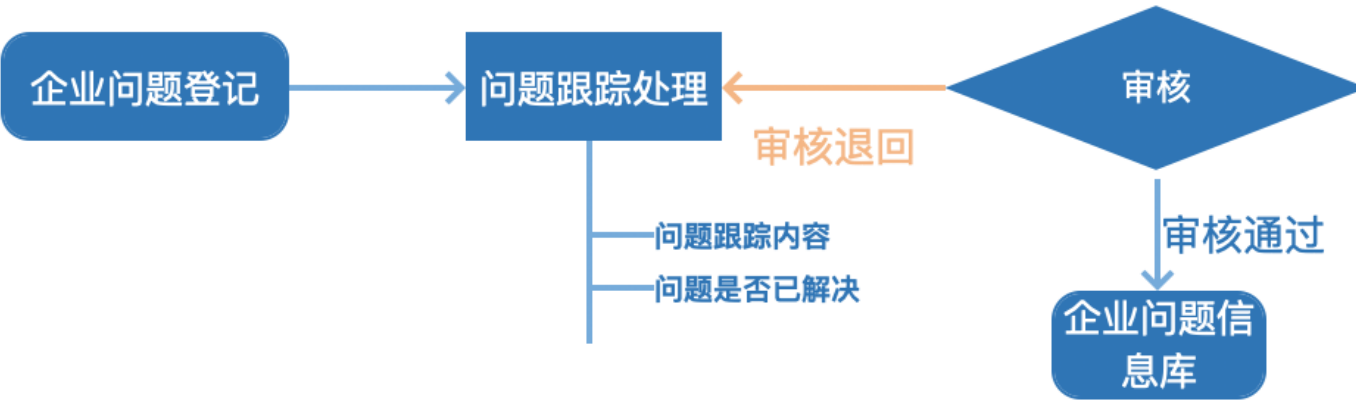 企业问题登记
问题跟踪处理
审核
审核退回
问题跟踪内容
问题是否已解决
审核通过
企业问题信
息库